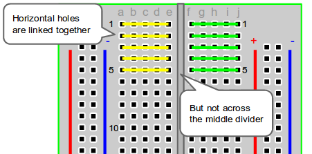 a b c d e f g h i j
Horizontal holes
are linked together
1 1
- + -
5 5
But not across
the middle divider
10